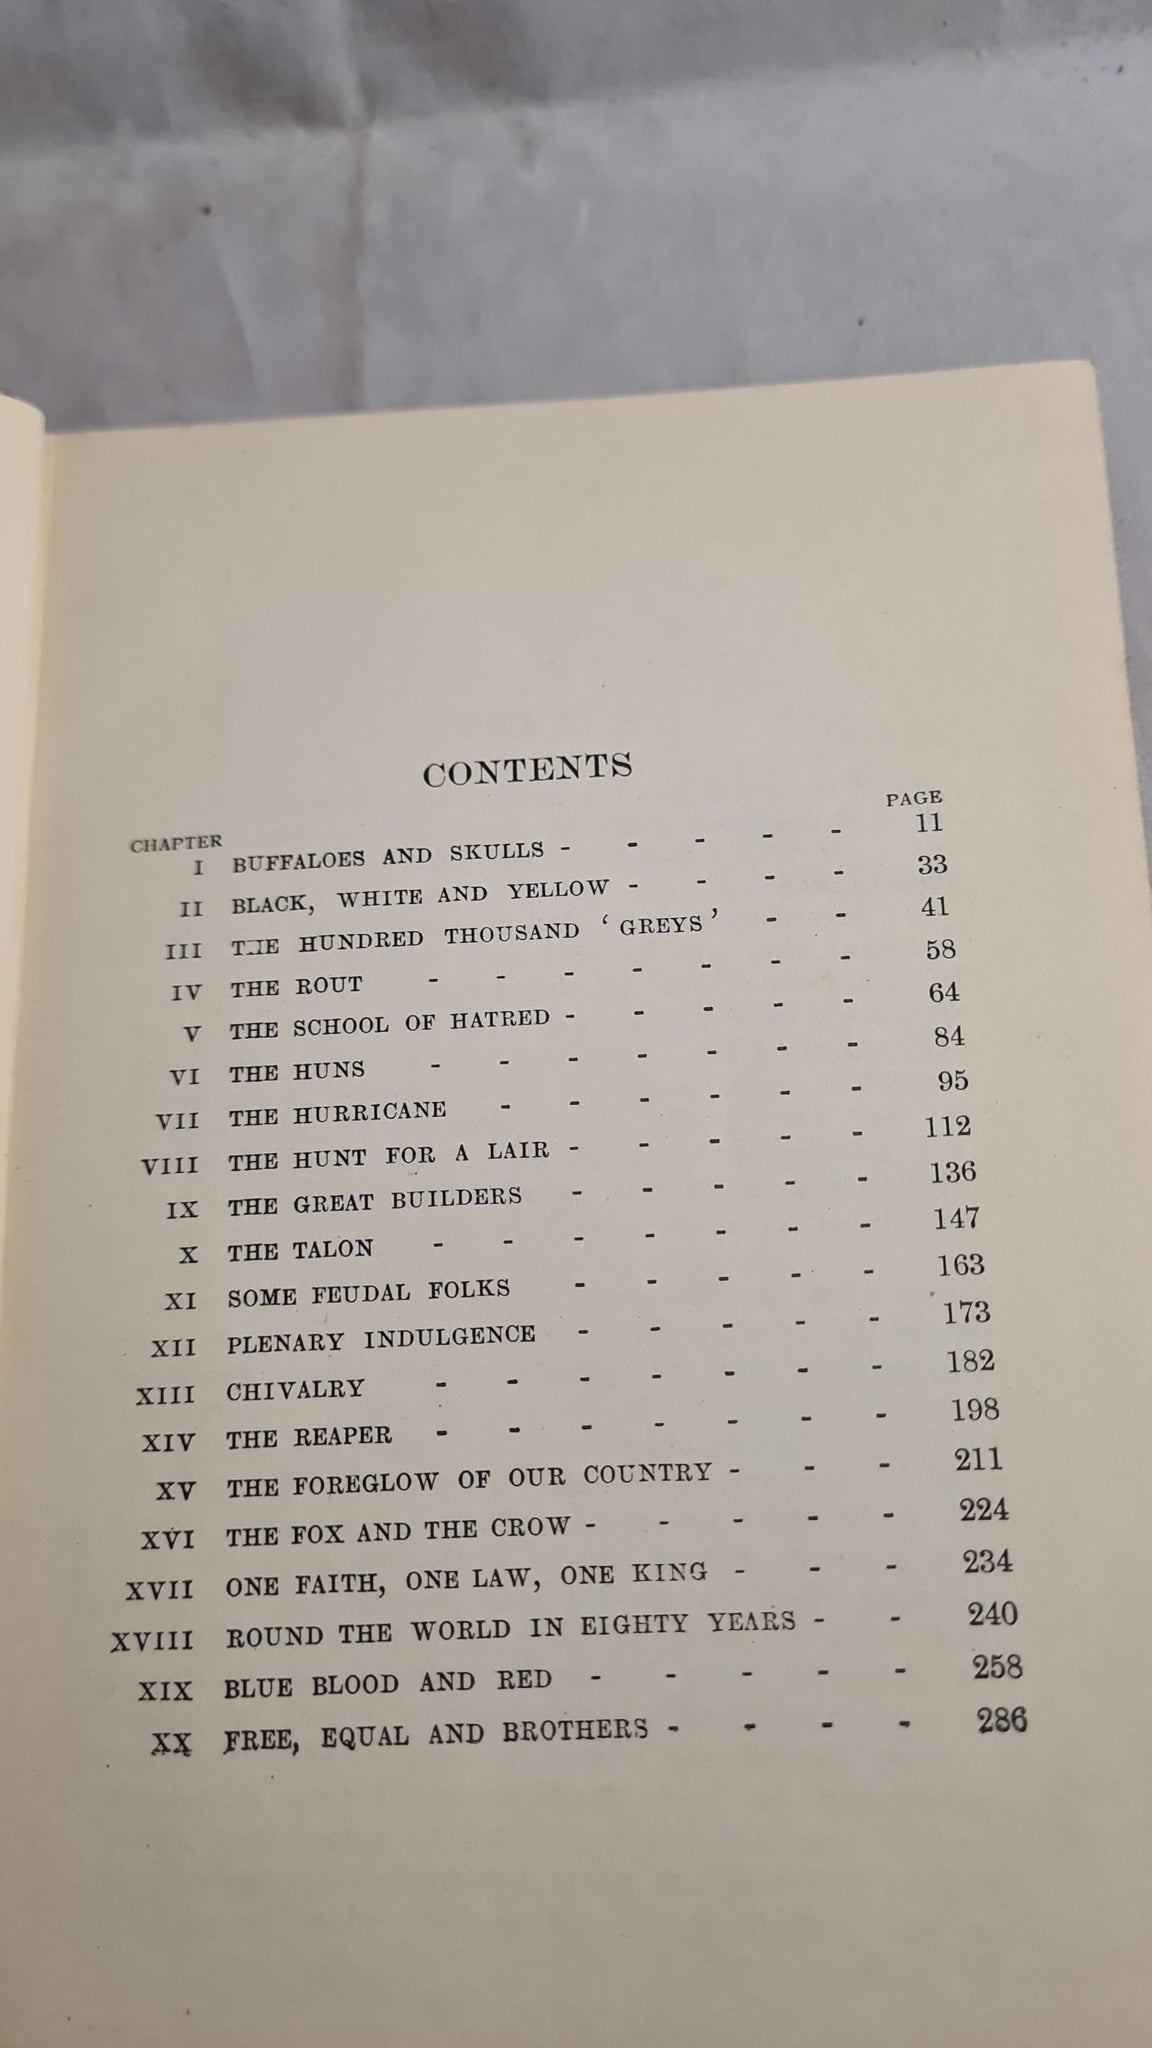 CONTENTS
CHAPTER PAGE
I BUFFALOES AND SKULLS - - - - - 11
II BLACK, WHITE AND YELLOW - - - - 33
III THE HUNDRED THOUSAND ‘GREYS’ - - 41
IV THE ROUT - - - - - - - 58
V THE SCHOOL OF HATRED - - - - - 64
VI THE HUNS - - - - - - - 84
VII THE HURRICANE - - - - - - 95
VIII THE HUNT FOR A LAIR - - - - - 112
IX THE GREAT BUILDERS - - - - - 136
X THE TALON - - - - - - - 147
XI SOME FEUDAL FOLKS - - - - - 163
XII PLENARY INDULGENCE - - - - - 173
XIII CHIVALRY - - - - - - - 182
XIV THE REAPER - - - - - - - 198
XV THE FOREGLOW OF OUR COUNTRY - - - 211
XVI THE FOX AND THE CROW - - - - - 224
XVII ONE FAITH, ONE LAW, ONE KING - - - 234
XVIII ROUND THE WORLD IN EIGHTY YEARS - - 240
XIX BLUE BLOOD AND RED - - - - - 258
XX FREE, EQUAL AND BROTHERS - - - - 286